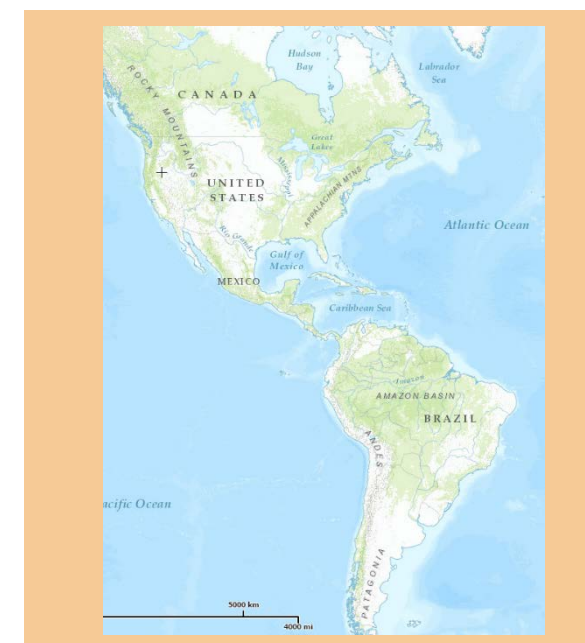 Hudson
Bay
Labrador
Sea
ROCKY MOUNTAINS
CANADA
Great
Lakes
Mississippi
UNITED
STATES
APPALACHIAN MTNS
Atlantic Ocean
Rio Grande
Gulf of
Mexico
MEXICO
Caribbean Sea
Amazon
AMAZON BASIN
BRAZIL
ANDES
acific Ocean
PATAGONIA
5000 km
4000 mi